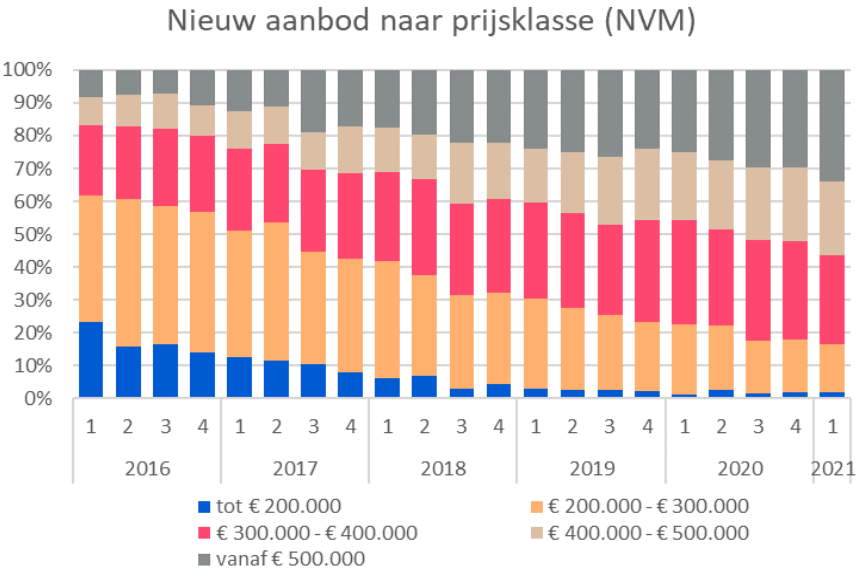 Nieuw aanbod naar prijsklasse (NVM)
100%
90%
80%
70%
60%
50%
40%
30%
20%
10%
0%
1 2 3 4 1 2 3 4 1 2 3 4 1 2 3 4 1 2 3 4 1
2016 2017 2018 2019 2020 2021
tot € 200.000 € 200.000 - € 300.000
€ 300.000 - € 400.000 € 400.000 - € 500.000
vanaf € 500.000